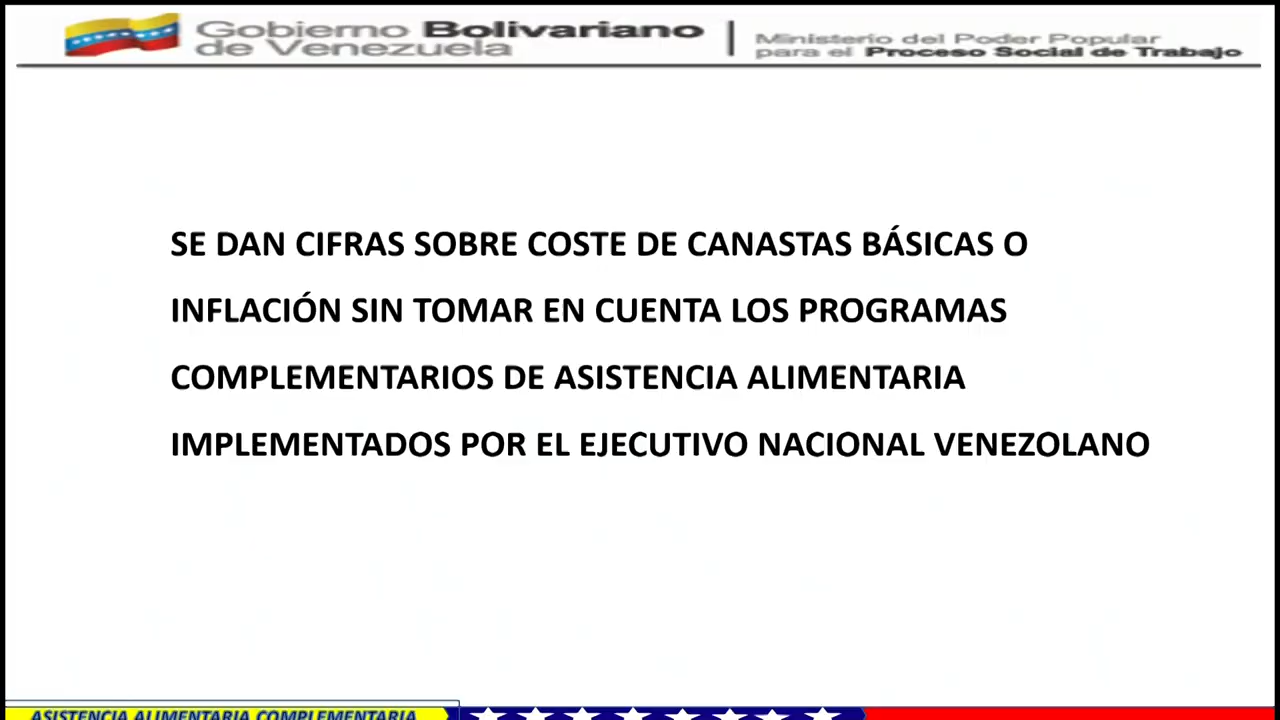 Gobierno Bolivariano
de Venezuela
Ministerio del Poder Popular
para el Proceso Social de Trabajo
SE DAN CIFRAS SOBRE COSTE DE CANASTAS BÁSICAS O
INFLACIÓN SIN TOMAR EN CUENTA LOS PROGRAMAS
COMPLEMENTARIOS DE ASISTENCIA ALIMENTARIA
IMPLEMENTADOS POR EL EJECUTIVO NACIONAL VENEZOLANO
ASISTENCIA ALIMENTARIA COMPLEMENTARIA